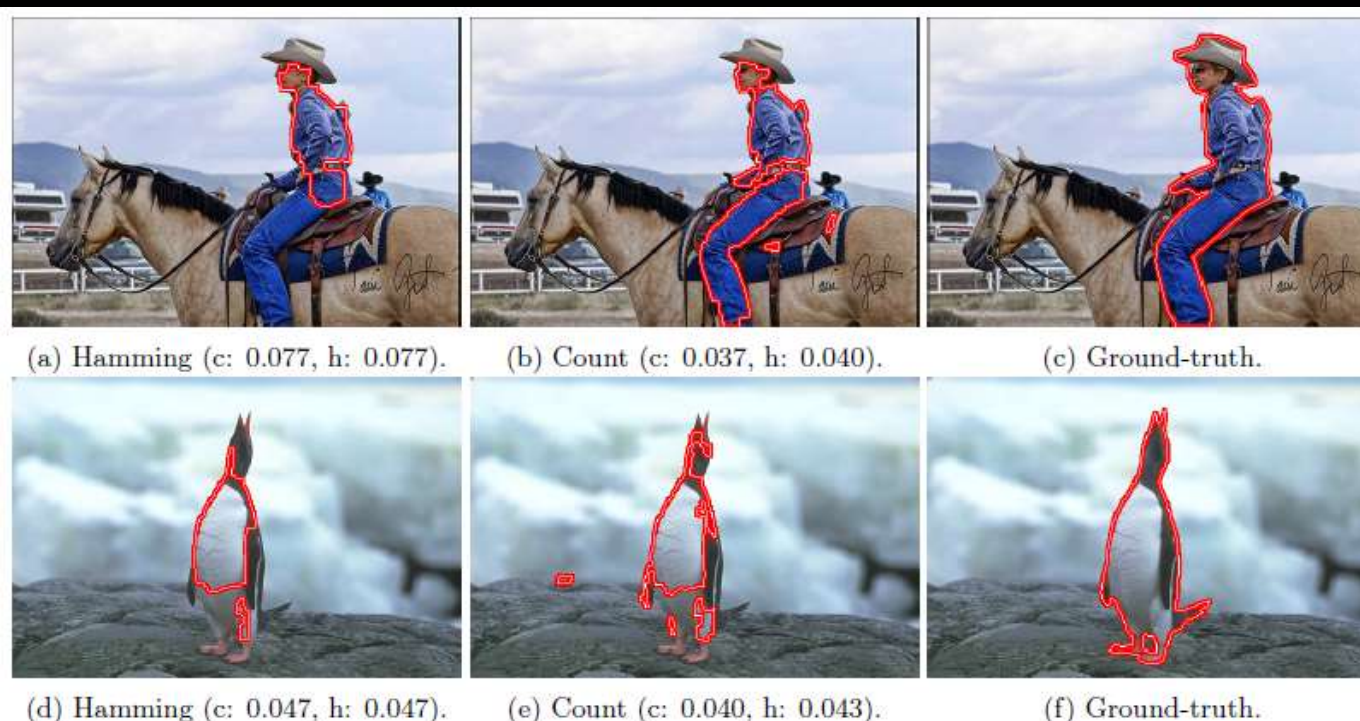 (a) Hamming (c: 0.077, h: 0.077). (b) Count (c: 0.037, h: 0.040). (c) Ground-truth.
(d) Hamming (c: 0.047, h: 0.047). (e) Count (c: 0.040, h: 0.043). (f) Ground-truth.